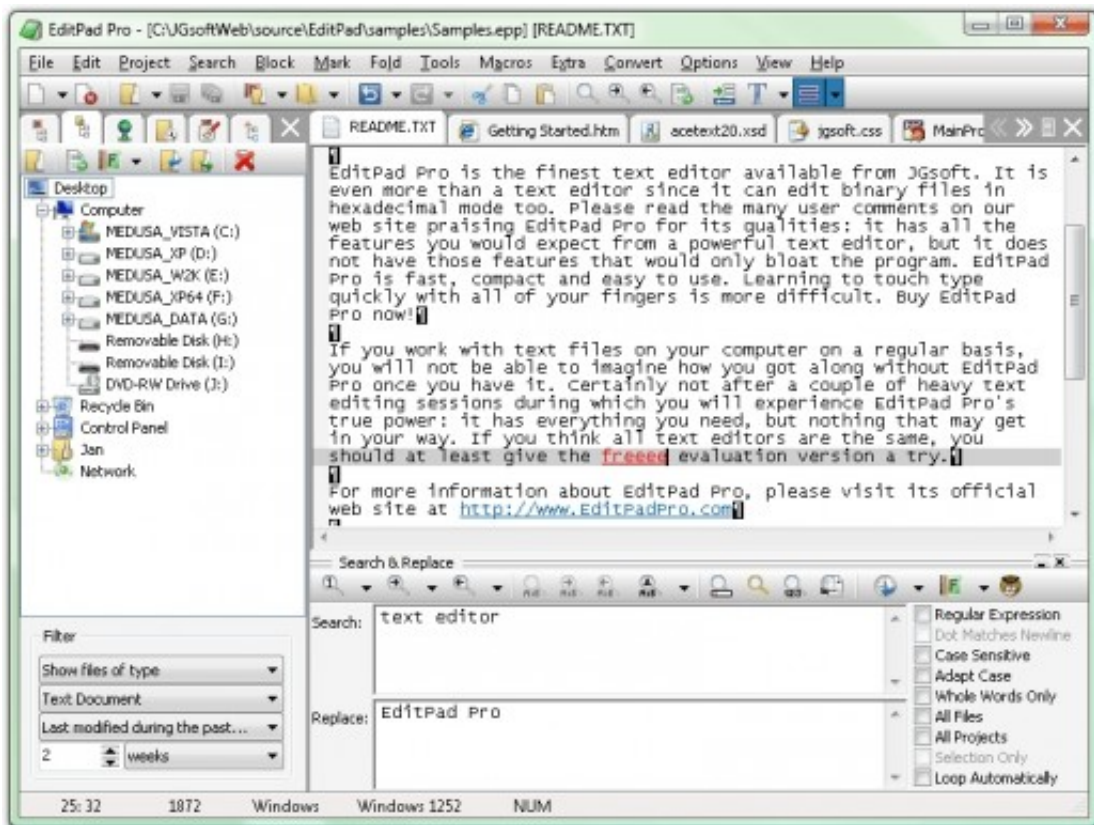 EditPad Pro - [C:\JGsoftWeb\source\EditPad\samples\Samples.epp] [README.TXT]
File Edit Project Search Block Mark Fold Tools Macros Extra Convert Options View Help
README.TXT Getting Started.htm acetext20.xsd jgsoft.css MainPro
Desktop
Computer
MEDUSA_VISTA (C:)
MEDUSA_XP (D:)
MEDUSA_W2K (E:)
MEDUSA_XP64 (F:)
MEDUSA_DATA (G:)
Removable Disk (H:)
Removable Disk (I:)
DVD-RW Drive (J:)
Recycle Bin
Control Panel
Jan
Network
EditPad Pro is the finest text editor available from JGsoft. It is
even more than a text editor since it can edit binary files in
hexadecimal mode too. Please read the many user comments on our
web site praising EditPad Pro for its qualities: it has all the
features you would expect from a powerful text editor, but it does
not have those features that would only bloat the program. EditPad
Pro is fast, compact and easy to use. Learning to touch type
quickly with all of your fingers is more difficult. Buy EditPad
Pro now!¶
If you work with text files on your computer on a regular basis,
you will not be able to imagine how you got along without EditPad
Pro once you have it. Certainly not after a couple of heavy text
editing sessions during which you will experience EditPad Pro's
true power: it has everything you need, but nothing that may get
in your way. If you think all text editors are the same, you
should at least give the freeee evaluation version a try.¶
For more information about EditPad Pro, please visit its official
web site at http://www.EditPadPro.com¶
Filter
Show files of type
Text Document
Last modified during the past...
2 weeks
Search & Replace
Search: text editor
Replace: EditPad Pro
Regular Expression
Dot Matches Newline
Case Sensitive
Adapt Case
Whole Words Only
All Files
All Projects
Selection Only
Loop Automatically
25: 32 1872 Windows Windows 1252 NUM